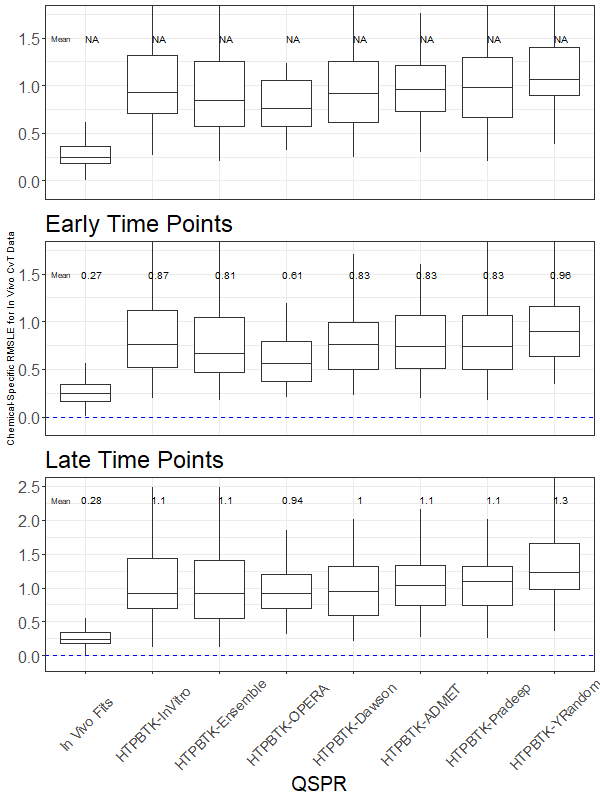 1.5
Mean NA NA NA NA NA NA NA NA
1.0
0.5
0.0
Early Time Points
Chemical-Specific RMSLE for In Vivo CvT Data
1.5
Mean 0.27 0.87 0.81 0.61 0.83 0.83 0.83 0.96
1.0
0.5
0.0
Late Time Points
2.5
Mean 0.28 1.1 1.1 0.94 1 1.1 1.1 1.3
2.0
1.5
1.0
0.5
0.0
In Vivo Fits
HTPBTK-InVitro
HTPBTK-Ensemble
HTPBTK-OPERA
HTPBTK-Dawson
HTPBTK-ADMET
HTPBTK-Pradeep
HTPBTK-YRandom
QSPR